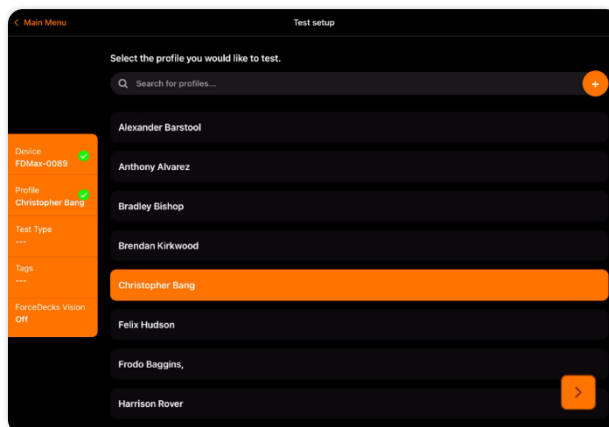 Main Menu
Test setup
Select the profile you would like to test.
Search for profiles...
+
Alexander Barstool
Anthony Alvarez
Bradley Bishop
Brendan Kirkwood
Christopher Bang
Felix Hudson
Frodo Baggins,
Harrison Rover
Device
FDMax-0089
Profile
Christopher Bang
Test Type
---
Tags
---
ForceDecks Vision
Off